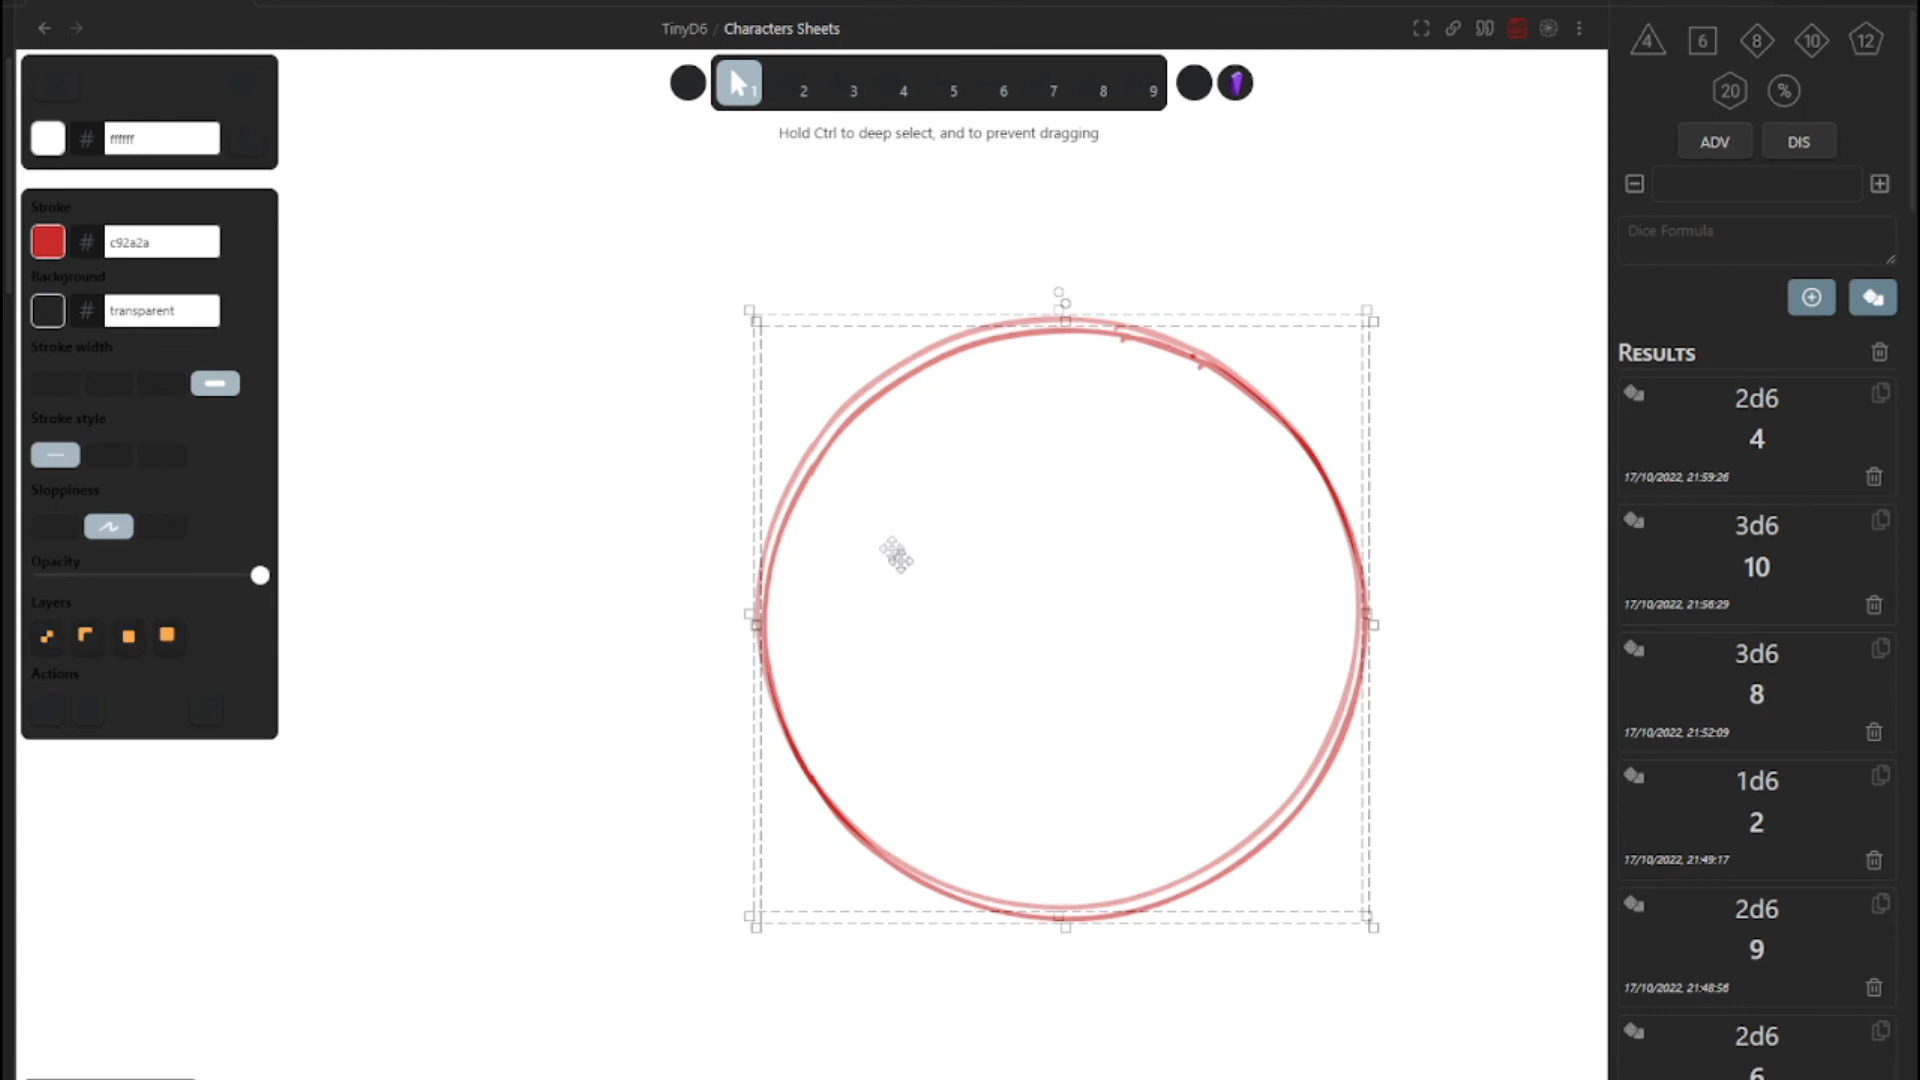 TinyD6 / Characters Sheets
1 2 3 4 5 6 7 8 9
Hold Ctrl to deep select, and to prevent dragging
# ffffff
Stroke
# c92a2a
Background
# transparent
Stroke width
Stroke style
Sloppiness
Opacity
Layers
Actions
4 6 8 10 12
20 %
ADV DIS
Dice Formula
RESULTS
2d6
4
17/10/2022, 21:59:26
3d6
10
17/10/2022, 21:56:29
3d6
8
17/10/2022, 21:52:09
1d6
2
17/10/2022, 21:49:17
2d6
9
17/10/2022, 21:48:56
2d6
6